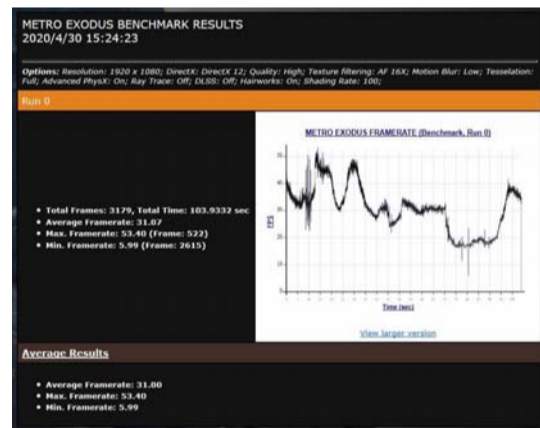 METRO EXODUS BENCHMARK RESULTS
2020/4/30 15:24:23
Options: Resolution: 1920 x 1080; DirectX: DirectX 12; Quality: High; Texture filtering: AF 16X; Motion Blur: Low; Tesselation:
Full; Advanced PhysX: On; Ray Trace: Off; DLSS: Off; Hairworks: On; Shading Rate: 100;
Run 0
METRO EXODUS FRAMERATE (Benchmark, Run 0)
• Total Frames: 3179, Total Time: 103.9332 sec
• Average Framerate: 31.07
• Max. Framerate: 53.40 (Frame: 522)
• Min. Framerate: 5.99 (Frame: 2615)
FPS
Time (sec)
View larger version
Average Results
• Average Framerate: 31.00
• Max. Framerate: 53.40
• Min. Framerate: 5.99